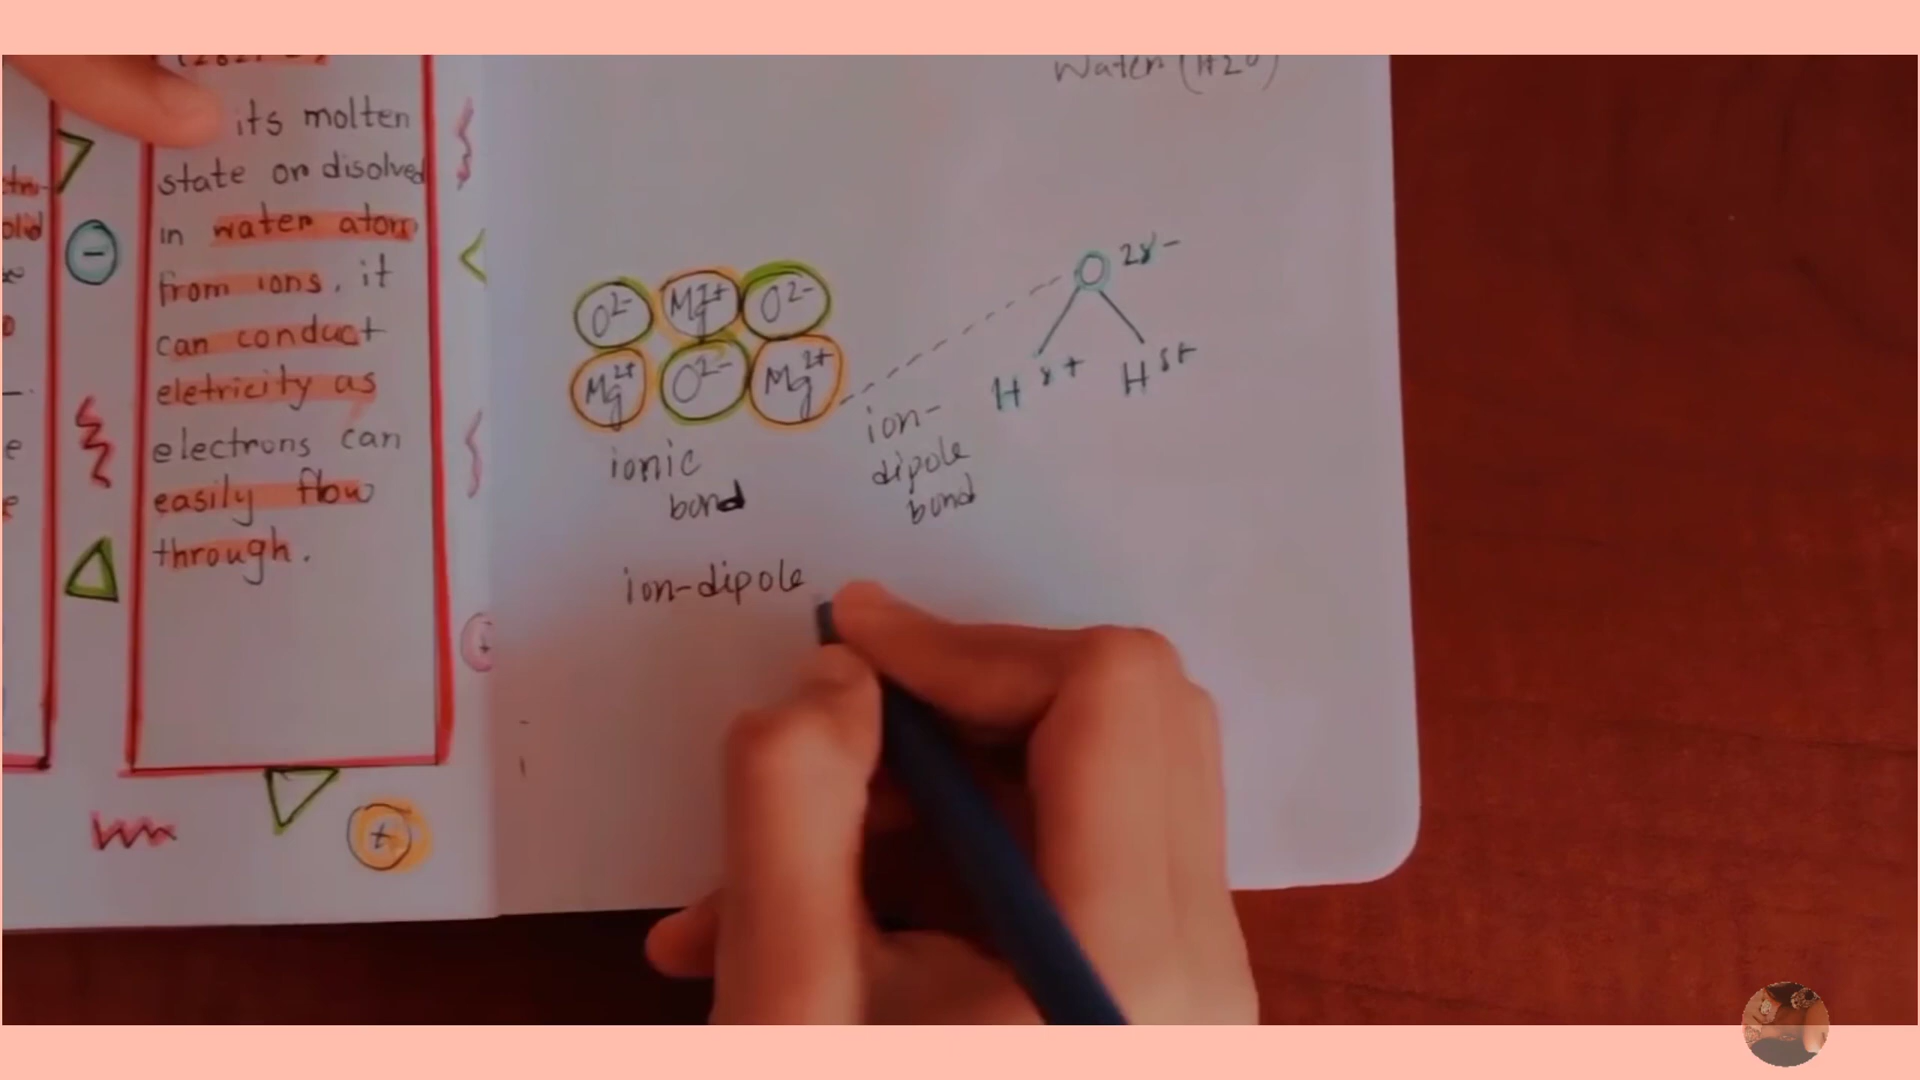 its molten
state or disolved
in water atom
from ions, it
can conduct
eletricity as
electrons can
easily flow
through.
Water (H2O)
O2- Mg2+ O2-
Mg2+ O2- Mg2+
ionic
bond
ion-
dipole
bond
O 2δ-
H δ+ H δ+
ion-dipole
-
+